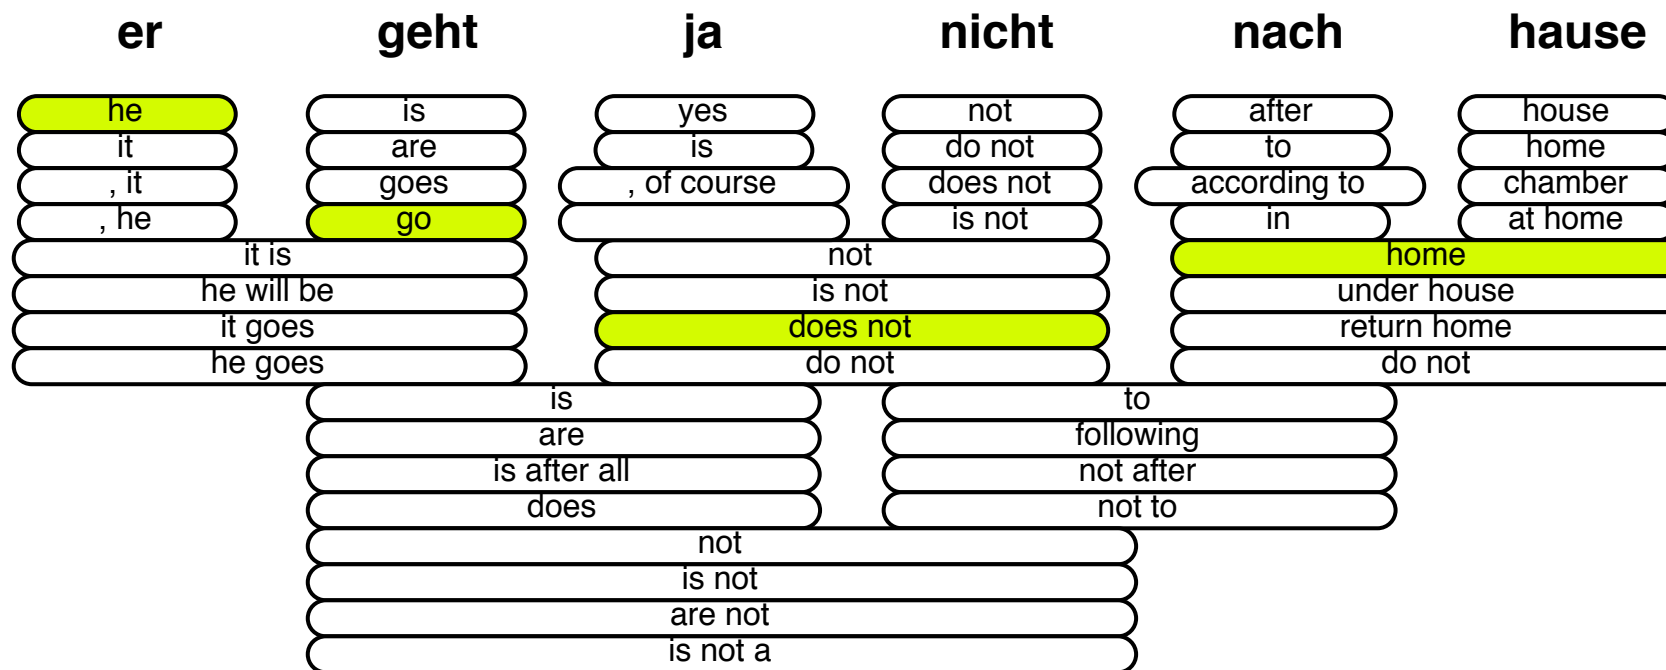 er geht ja nicht nach hause
he is yes not after house
it are is do not to home
, it goes , of course does not according to chamber
, he go is not in at home
it is not home
he will be is not under house
it goes does not return home
he goes do not do not
is to
are following
is after all not after
does not to
not
is not
are not
is not a